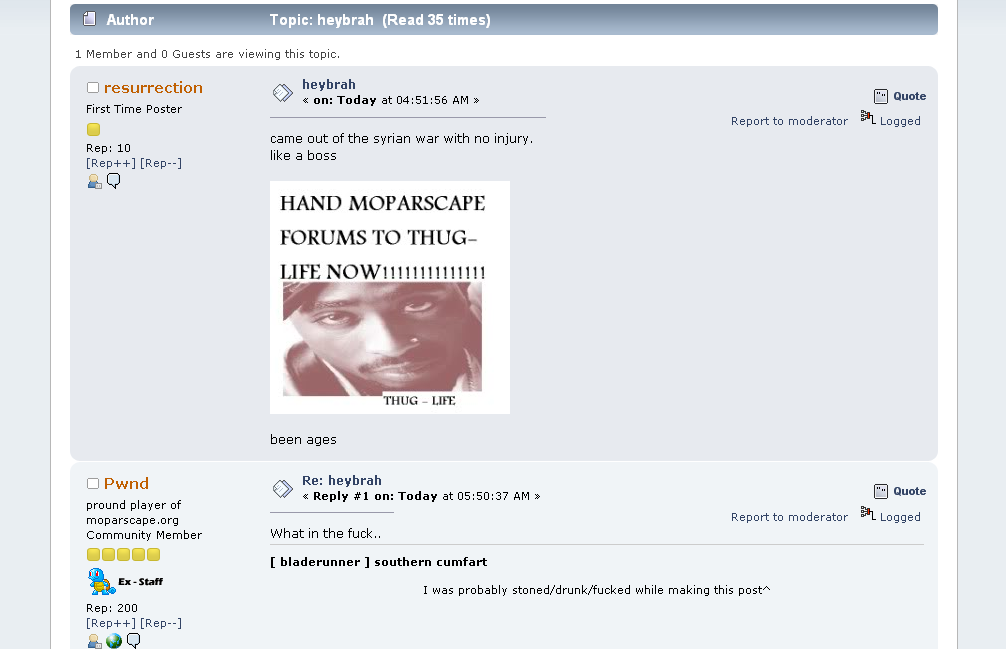 Author Topic: heybrah (Read 35 times)
1 Member and 0 Guests are viewing this topic.
resurrection
First Time Poster
Rep: 10
[Rep++] [Rep--]
heybrah
« on: Today at 04:51:56 AM »
Quote
Report to moderator Logged
came out of the syrian war with no injury.
like a boss
HAND MOPARSCAPE
FORUMS TO THUG-
LIFE NOW!!!!!!!!!!!!!!
THUG - LIFE
been ages
Pwnd
pround player of
moparscape.org
Community Member
Ex - Staff
Rep: 200
[Rep++] [Rep--]
Re: heybrah
« Reply #1 on: Today at 05:50:37 AM »
Quote
Report to moderator Logged
What in the fuck..
[ bladerunner ] southern cumfart
I was probably stoned/drunk/fucked while making this post^